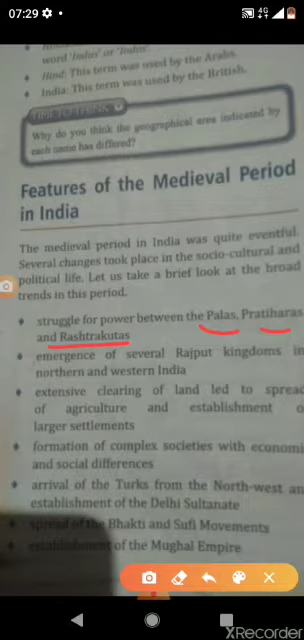 07:29
4G
word 'Indus' or 'Indus'.
♦ Hind: This term was used by the Arabs.
♦ India: This term was used by the British.
TIME TO THINK
Why do you think the geographical area indicated by
each name has differed?
Features of the Medieval Period
in India
The medieval period in India was quite eventful.
Several changes took place in the socio-cultural and
political life. Let us take a brief look at the broad
trends in this period.
♦ struggle for power between the Palas, Pratiharas
and Rashtrakutas
♦ emergence of several Rajput kingdoms in
northern and western India
♦ extensive clearing of land led to spread
of agriculture and establishment o
larger settlements
♦ formation of complex societies with economi
and social differences
♦ arrival of the Turks from the North-west an
establishment of the Delhi Sultanate
♦ spread of the Bhakti and Sufi Movements
♦ establishment of the Mughal Empire
XRecorder